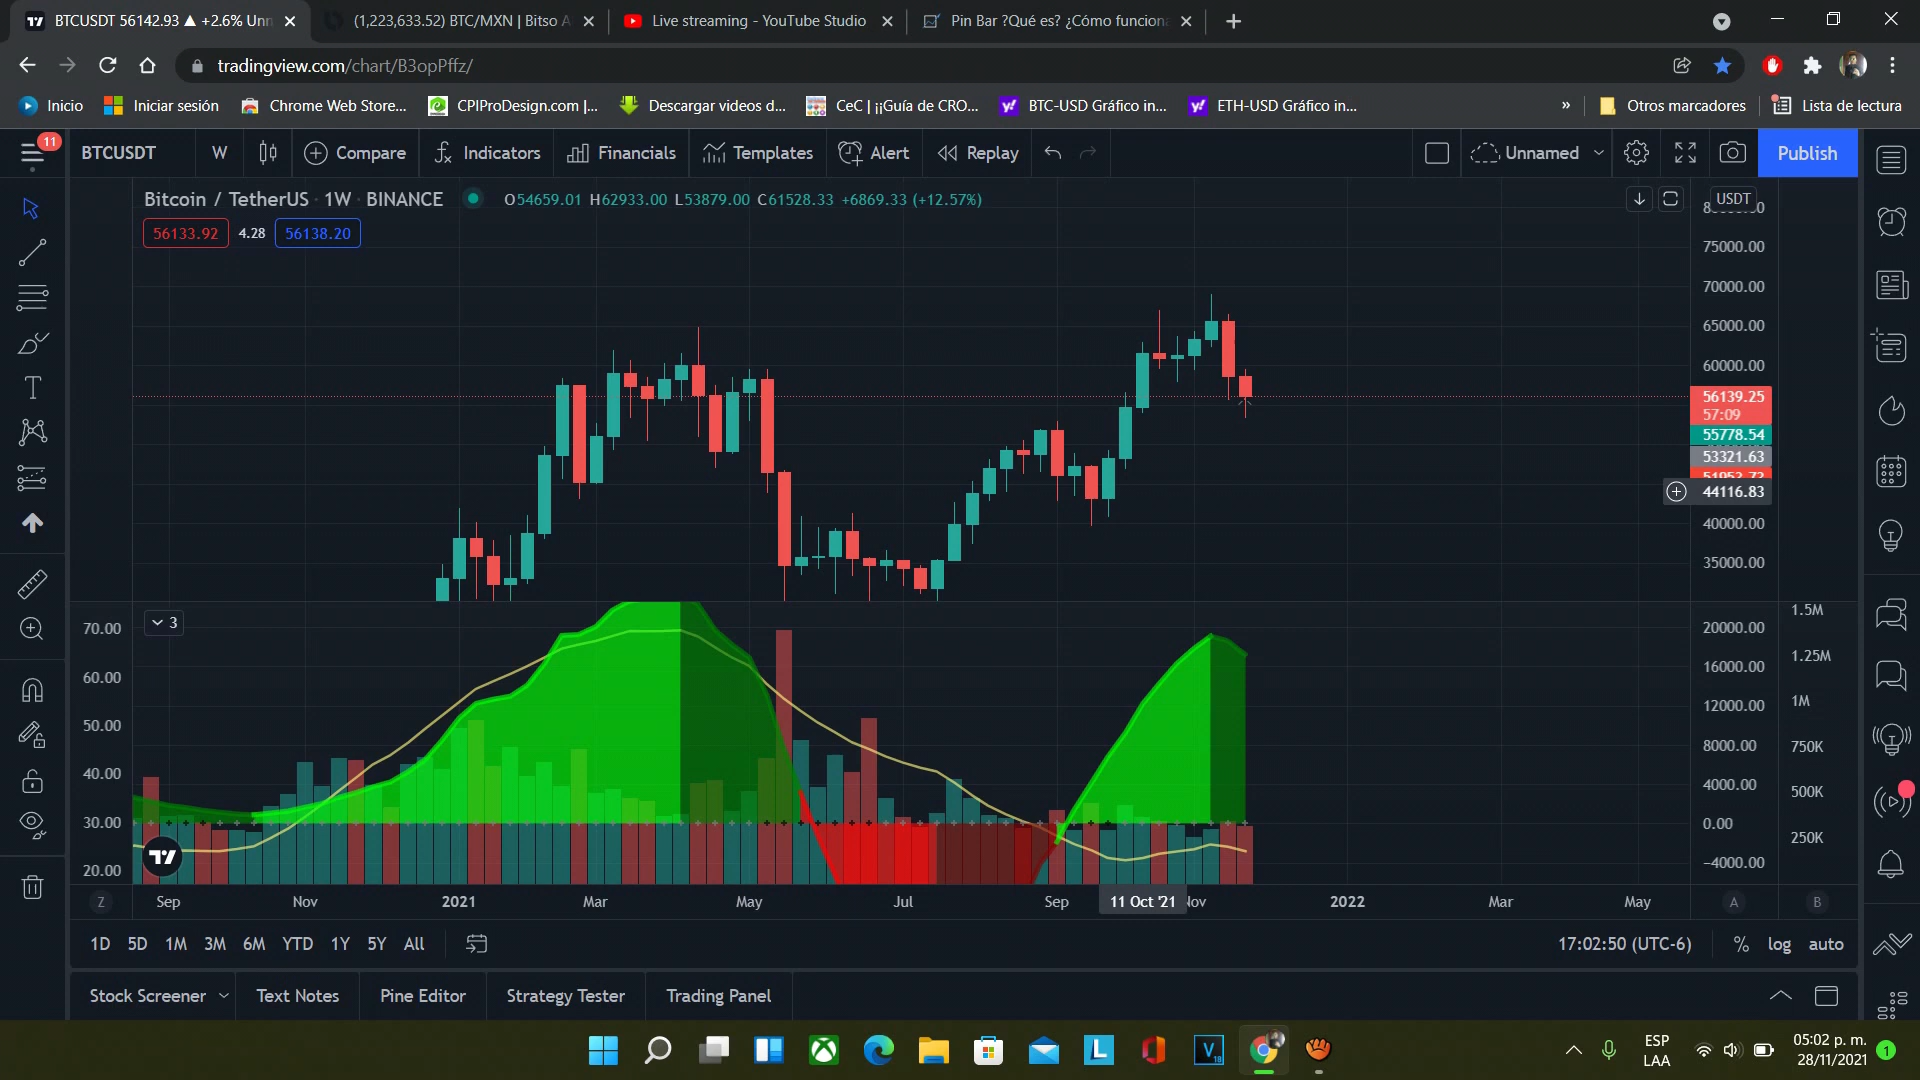 BTCUSDT 56142.93 ▲ +2.6% Unn
(1,223,633.52) BTC/MXN | Bitso A
Live streaming - YouTube Studio
Pin Bar ?Qué es? ¿Cómo funciona
tradingview.com/chart/B3opPffz/
Inicio
Iniciar sesión
Chrome Web Store...
CPIProDesign.com |...
Descargar videos d...
CeC | ¡¡Guía de CRO...
BTC-USD Gráfico in...
ETH-USD Gráfico in...
»
Otros marcadores
Lista de lectura
11
BTCUSDT
W
Compare
Indicators
Financials
Templates
Alert
Replay
Unnamed
Publish
Bitcoin / TetherUS · 1W · BINANCE
O54659.01 H62933.00 L53879.00 C61528.33 +6869.33 (+12.57%)
56133.92
4.28
56138.20
USDT
75000.00
70000.00
65000.00
60000.00
56139.25
57:09
55778.54
53321.63
44116.83
40000.00
35000.00
3
70.00
60.00
50.00
40.00
30.00
20.00
20000.00
16000.00
12000.00
8000.00
4000.00
0.00
−4000.00
1.5M
1.25M
1M
750K
500K
250K
Z
Sep
Nov
2021
Mar
May
Jul
Sep
11 Oct '21
Nov
2022
Mar
May
A
B
1D
5D
1M
3M
6M
YTD
1Y
5Y
All
17:02:50 (UTC-6)
%
log
auto
Stock Screener
Text Notes
Pine Editor
Strategy Tester
Trading Panel
L
V
18
ESP
LAA
05:02 p. m.
28/11/2021
1